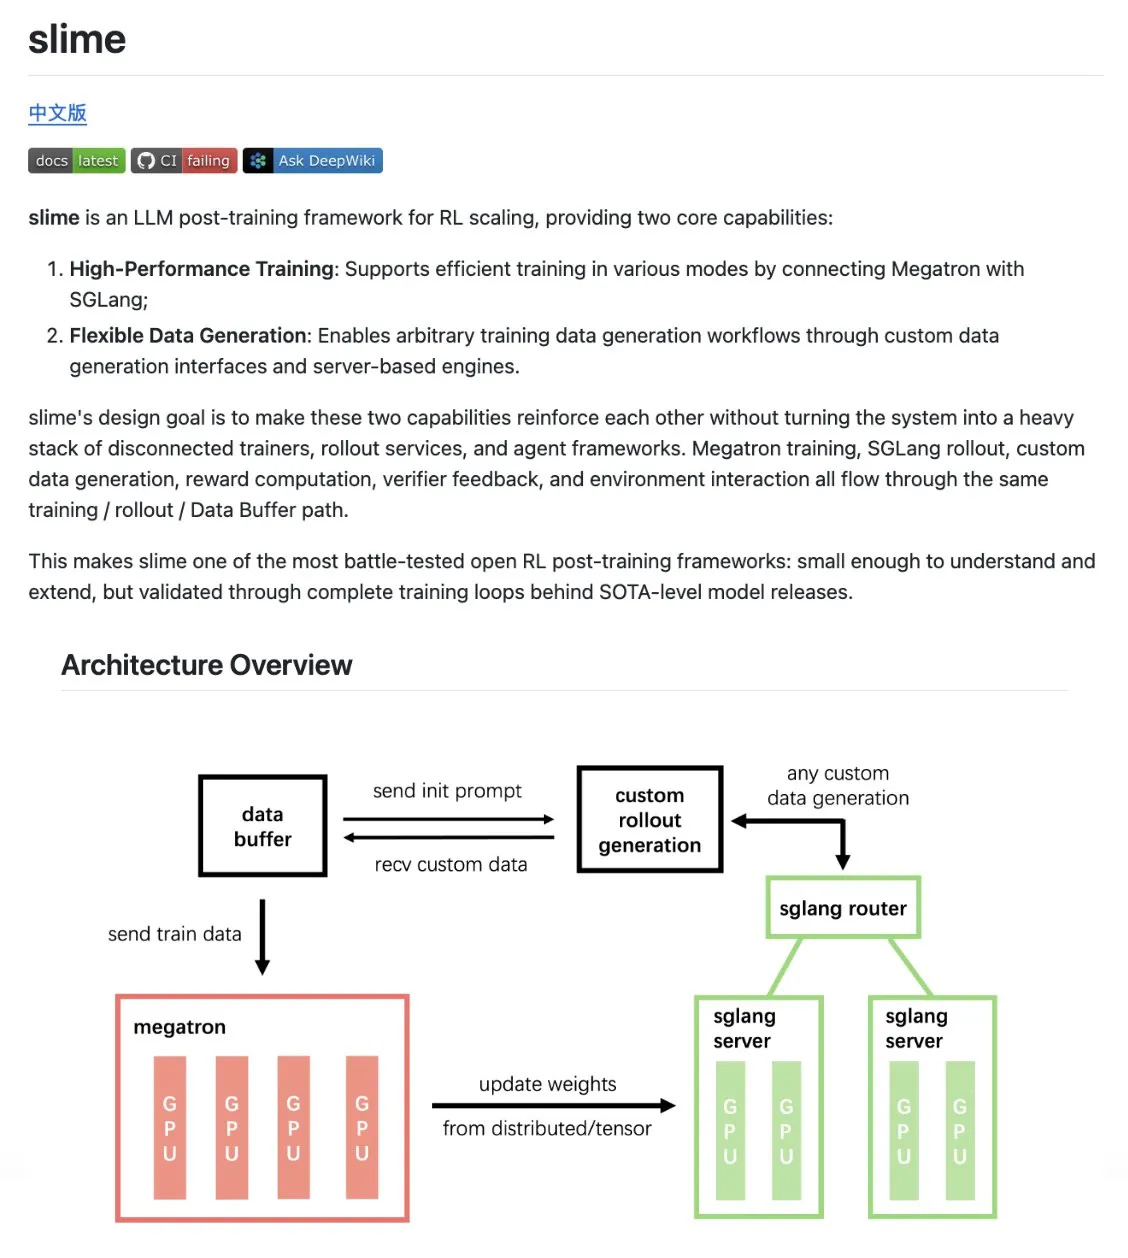 slime
中文版
docs latest CI failing Ask DeepWiki
slime is an LLM post-training framework for RL scaling, providing two core capabilities:
1. High-Performance Training: Supports efficient training in various modes by connecting Megatron with
SGLang;
2. Flexible Data Generation: Enables arbitrary training data generation workflows through custom data
generation interfaces and server-based engines.
slime's design goal is to make these two capabilities reinforce each other without turning the system into a heavy
stack of disconnected trainers, rollout services, and agent frameworks. Megatron training, SGLang rollout, custom
data generation, reward computation, verifier feedback, and environment interaction all flow through the same
training / rollout / Data Buffer path.
This makes slime one of the most battle-tested open RL post-training frameworks: small enough to understand and
extend, but validated through complete training loops behind SOTA-level model releases.
Architecture Overview
data
buffer
send init prompt
recv custom data
custom
rollout
generation
any custom
data generation
sglang router
send train data
megatron
GPU
GPU
GPU
GPU
update weights
from distributed/tensor
sglang
server
GPU
GPU
sglang
server
GPU
GPU